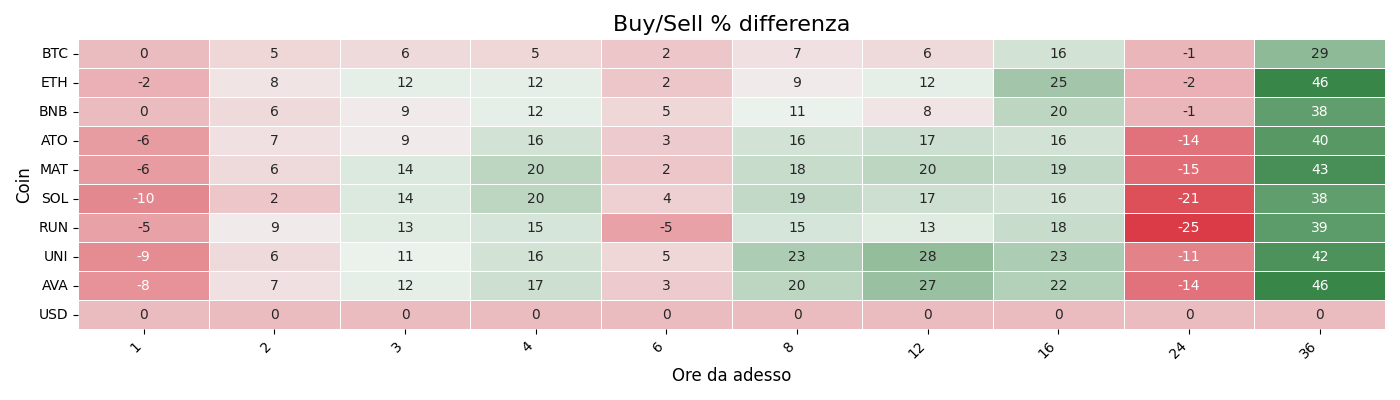 Buy/Sell % differenza
Coin
BTC 0 5 6 5 2 7 6 16 -1 29
ETH -2 8 12 12 2 9 12 25 -2 46
BNB 0 6 9 12 5 11 8 20 -1 38
ATO -6 7 9 16 3 16 17 16 -14 40
MAT -6 6 14 20 2 18 20 19 -15 43
SOL -10 2 14 20 4 19 17 16 -21 38
RUN -5 9 13 15 -5 15 13 18 -25 39
UNI -9 6 11 16 5 23 28 23 -11 42
AVA -8 7 12 17 3 20 27 22 -14 46
USD 0 0 0 0 0 0 0 0 0 0
1 2 3 4 6 8 12 16 24 36
Ore da adesso